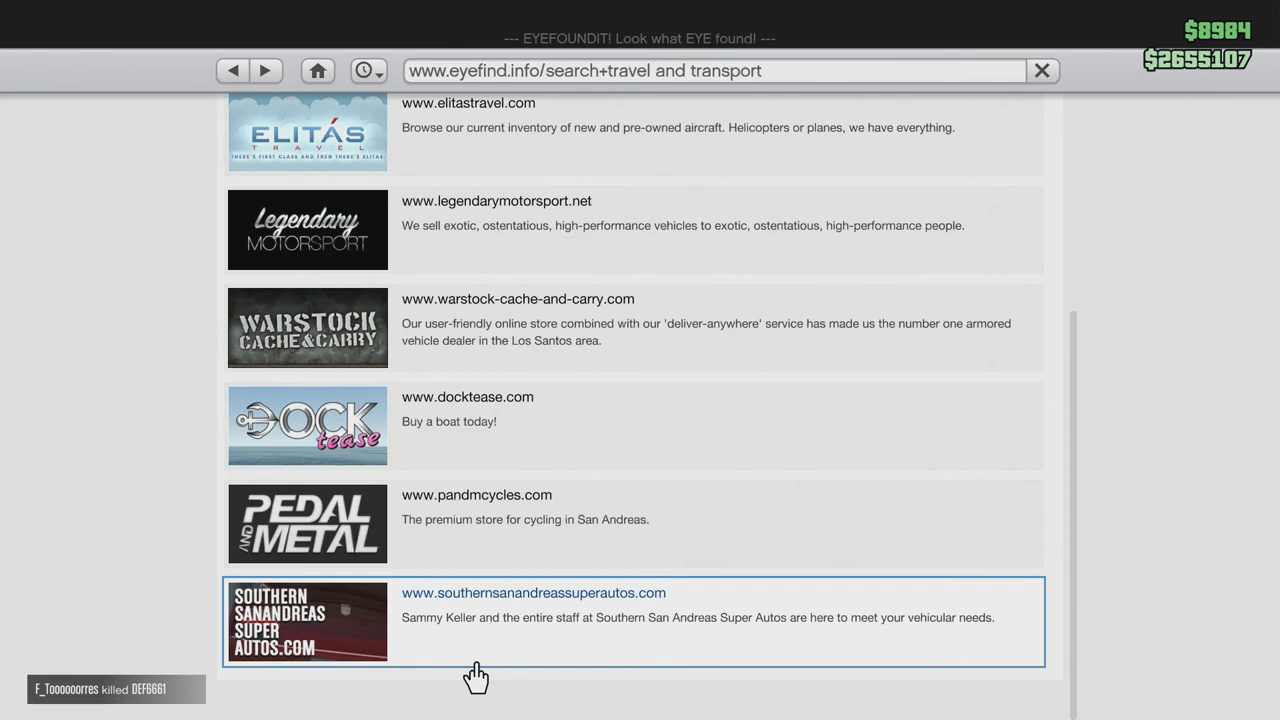 --- EYEFOUNDIT! Look what EYE found! ---
$8984
$2655107
www.eyefind.info/search+travel and transport
ELITÁS
TRAVEL
THERE'S FIRST CLASS AND THEN THERE'S ELITAS.
www.elitastravel.com
Browse our current inventory of new and pre-owned aircraft. Helicopters or planes, we have everything.
Legendary
MOTORSPORT
www.legendarymotorsport.net
We sell exotic, ostentatious, high-performance vehicles to exotic, ostentatious, high-performance people.
WARSTOCK
CACHE&CARRY
www.warstock-cache-and-carry.com
Our user-friendly online store combined with our 'deliver-anywhere' service has made us the number one armored
vehicle dealer in the Los Santos area.
DOCK
tease
www.docktease.com
Buy a boat today!
PEDAL
AND METAL
www.pandmcycles.com
The premium store for cycling in San Andreas.
SOUTHERN
SANANDREAS
SUPER
AUTOS.COM
www.southernsanandreassuperautos.com
Sammy Keller and the entire staff at Southern San Andreas Super Autos are here to meet your vehicular needs.
F_Toooooorres killed DEF6661